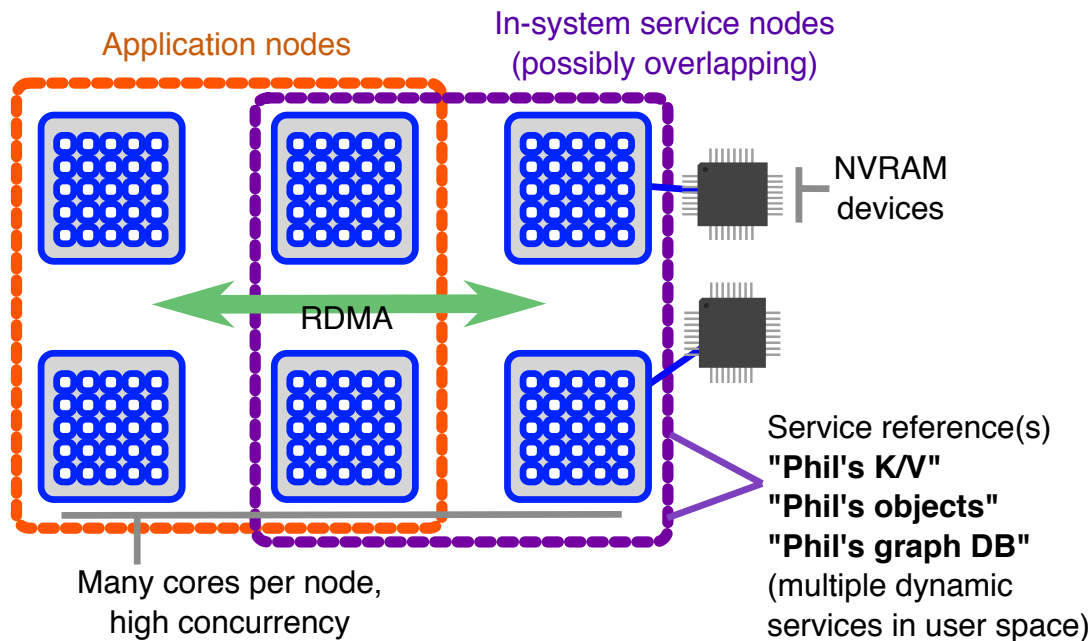 Application nodes
In-system service nodes
(possibly overlapping)
NVRAM
devices
RDMA
Service reference(s)
"Phil's K/V"
"Phil's objects"
"Phil's graph DB"
(multiple dynamic
services in user space)
Many cores per node,
high concurrency